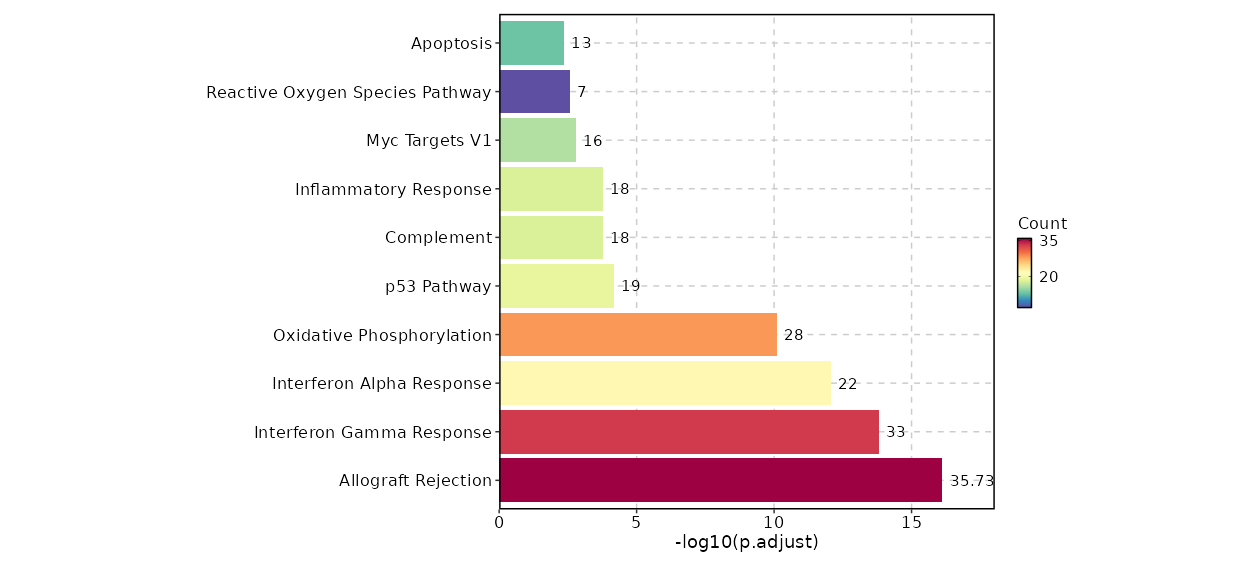 Apoptosis 13
Reactive Oxygen Species Pathway 7
Myc Targets V1 16
Inflammatory Response 18
Complement 18
p53 Pathway 19
Oxidative Phosphorylation 28
Interferon Alpha Response 22
Interferon Gamma Response 33
Allograft Rejection 35.73
0 5 10 15
-log10(p.adjust)
Count
35
20